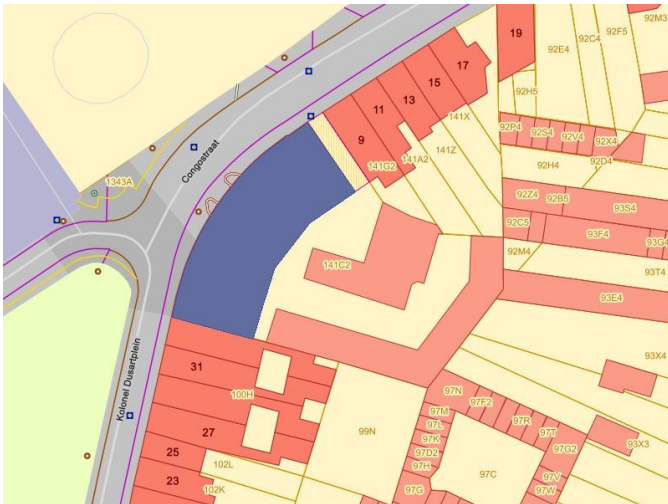 92M3
19
92E4
92C4
92F5
17
15
13
11
9
92H5
Congostraat
141X
92P4
92S4
92V4
92X4
141Z
141A2
141G2
92H4
92D4
1343A
92Z4
92B5
93S4
92C5
93F4
93G4
92M4
141C2
93T4
93E4
Kolonel Dusartplein
31
100H
93X4
97N
97F2
97M
97R
97L
97T
27
99N
97K
97G2
93X3
25
97D2
102L
97H
97C
97V
23
102K
97G
97W